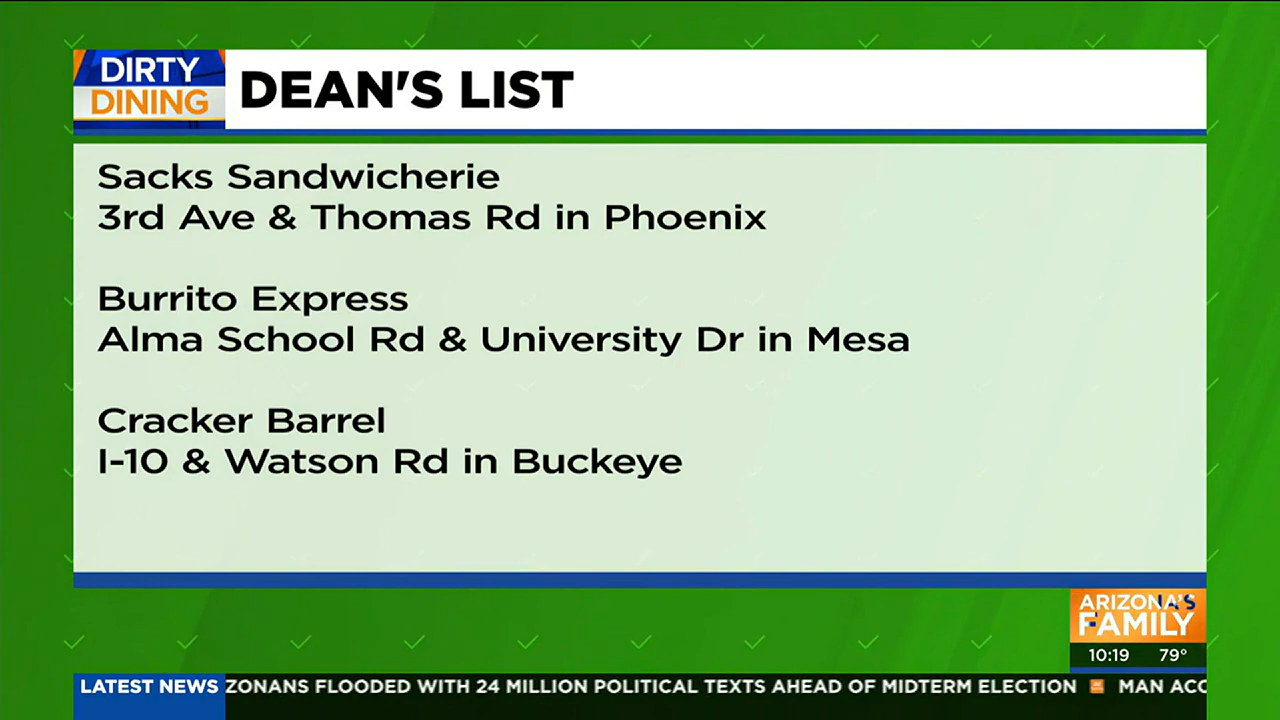 DIRTY
DINING
DEAN'S LIST
Sacks Sandwicherie
3rd Ave & Thomas Rd in Phoenix
Burrito Express
Alma School Rd & University Dr in Mesa
Cracker Barrel
I-10 & Watson Rd in Buckeye
ARIZONA'S
FAMILY
10:19 79°
LATEST NEWS ZONANS FLOODED WITH 24 MILLION POLITICAL TEXTS AHEAD OF MIDTERM ELECTION MAN ACC